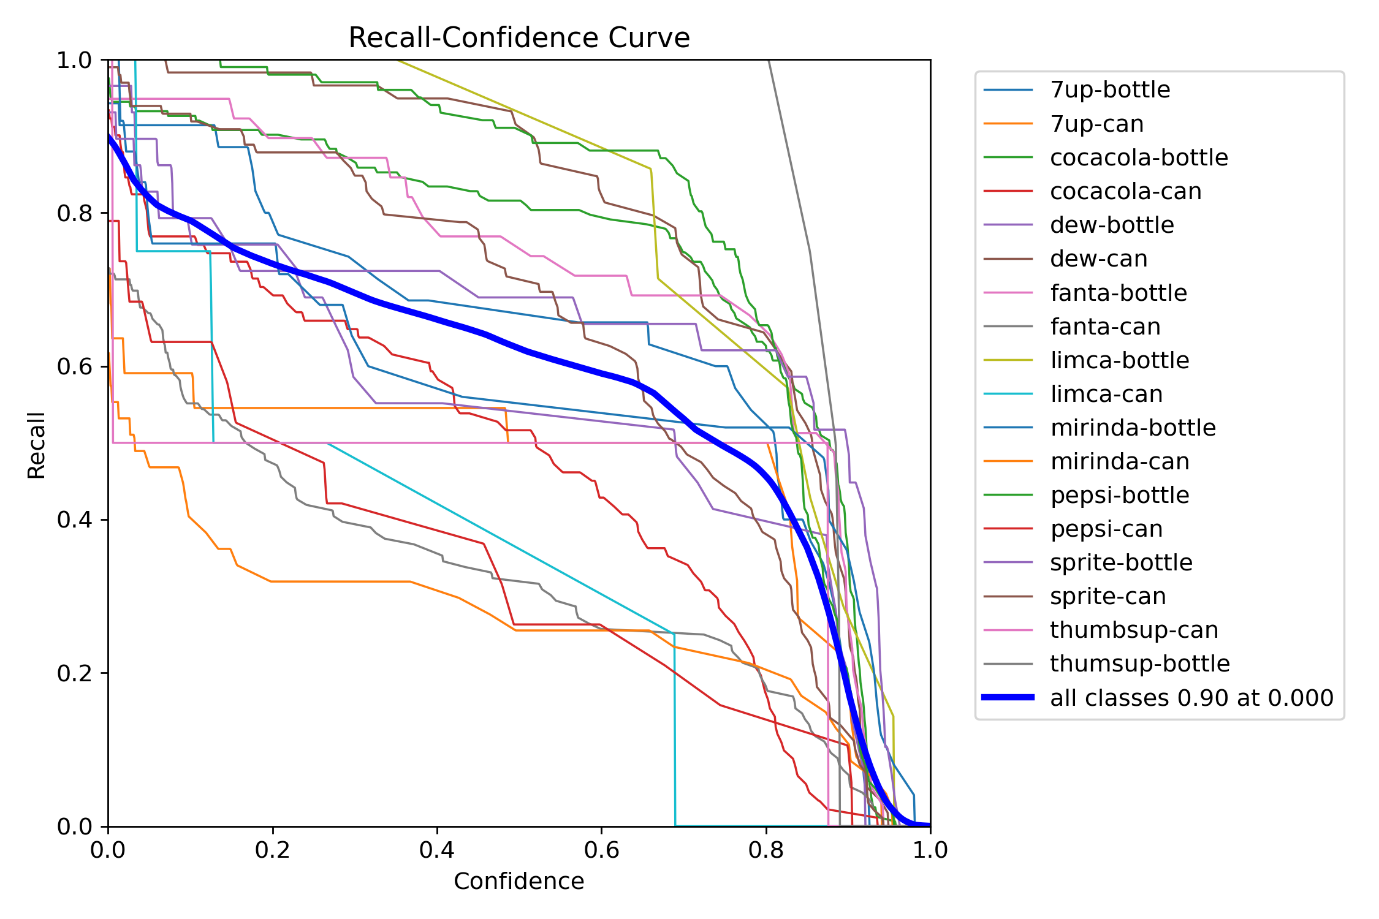 Recall-Confidence Curve
1.0
0.8
0.6
0.4
0.2
0.0
Recall
0.0 0.2 0.4 0.6 0.8 1.0
Confidence
7up-bottle
7up-can
cocacola-bottle
cocacola-can
dew-bottle
dew-can
fanta-bottle
fanta-can
limca-bottle
limca-can
mirinda-bottle
mirinda-can
pepsi-bottle
pepsi-can
sprite-bottle
sprite-can
thumbsup-can
thumsup-bottle
all classes 0.90 at 0.000